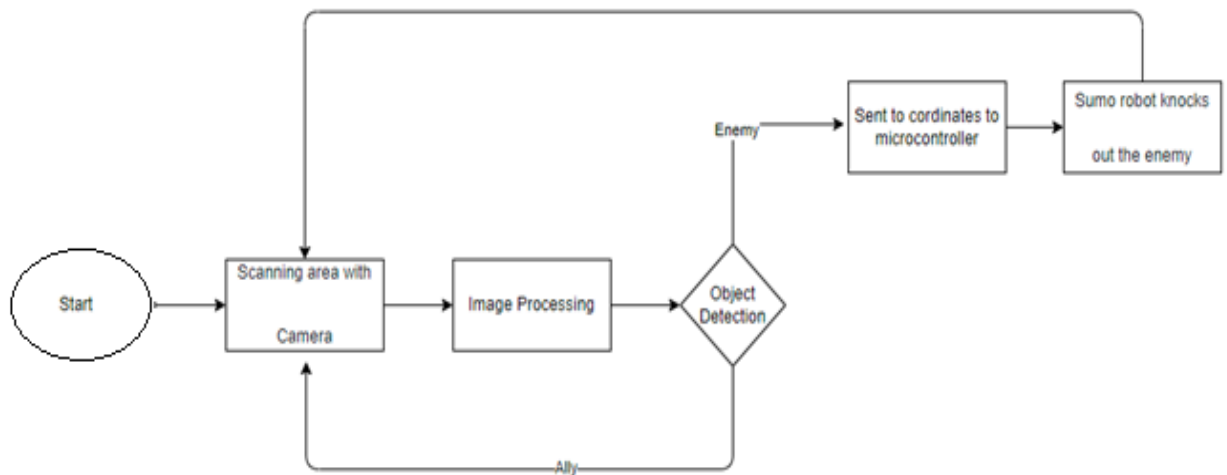 Sumo robot knocks
out the enemy
Sent to cordinates to
microcontroller
Enemy
Start
Scanning area with
Camera
Image Processing
Object
Detection
Ally